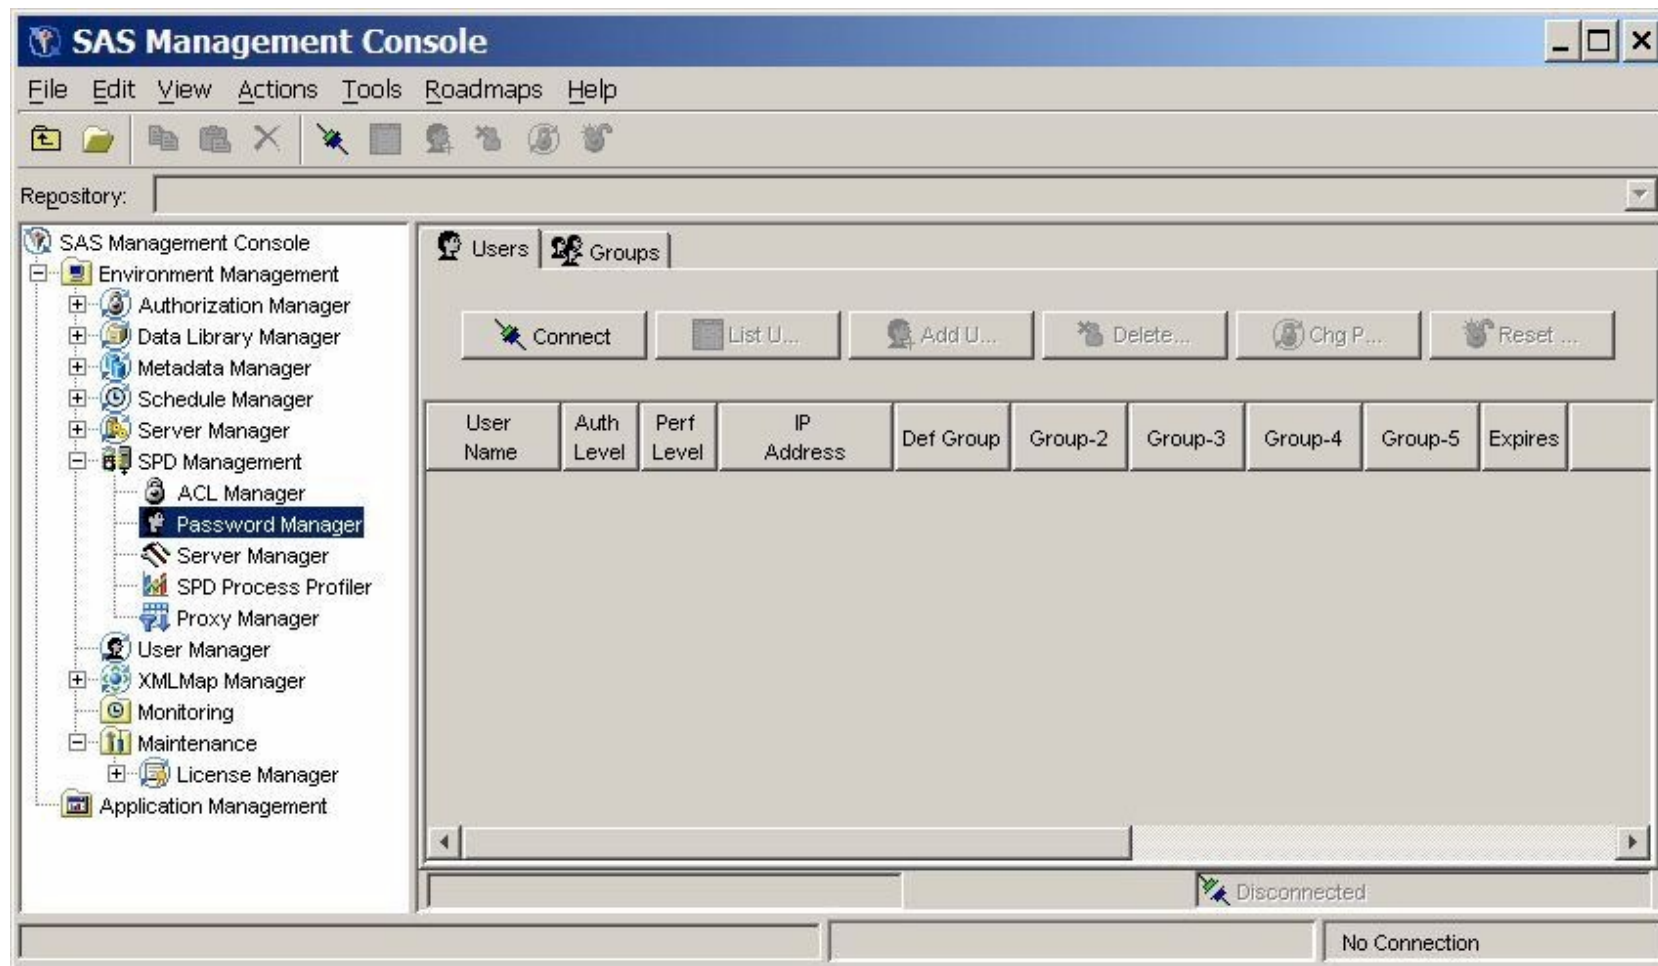 SAS Management Console
File Edit View Actions Tools Roadmaps Help
Repository:
SAS Management Console
Environment Management
Authorization Manager
Data Library Manager
Metadata Manager
Schedule Manager
Server Manager
SPD Management
ACL Manager
Password Manager
Server Manager
SPD Process Profiler
Proxy Manager
User Manager
XMLMap Manager
Monitoring
Maintenance
License Manager
Application Management
Users Groups
Connect List U... Add U... Delete... Chg P... Reset ...
User Auth Perf IP
Def Group Group-2 Group-3 Group-4 Group-5 Expires
Name Level Level Address
Disconnected
No Connection